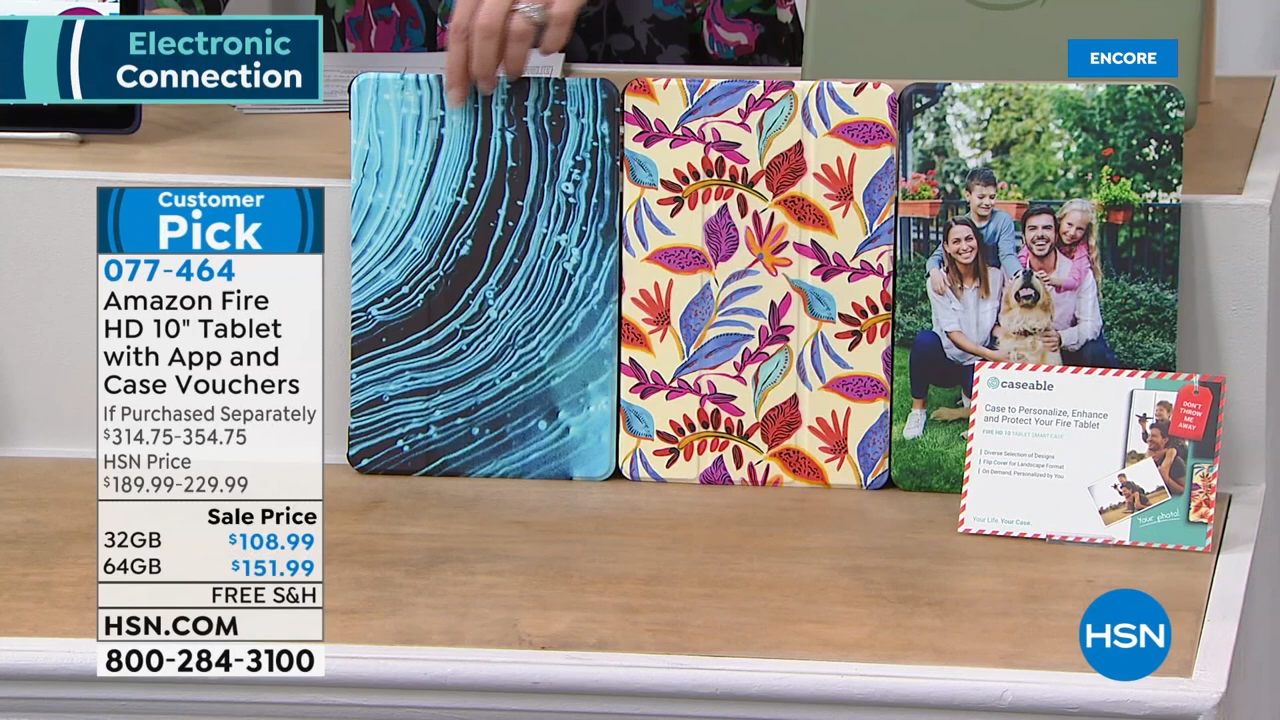 Electronic
Connection
ENCORE
Customer
Pick
077-464
Amazon Fire
HD 10" Tablet
with App and
Case Vouchers
If Purchased Separately
$314.75-354.75
HSN Price
$189.99-229.99
Sale Price
32GB $108.99
64GB $151.99
FREE S&H
HSN.COM
800-284-3100
caseable
Case to Personalize, Enhance
and Protect Your Fire Tablet
FIRE HD 10 TABLET SMART CASE
Diverse Selection of Designs
Flip Cover for Landscape Format
On Demand, Personalized by You
Your Life. Your Case.
DON'T
THROW
ME
AWAY
Your photo!
HSN